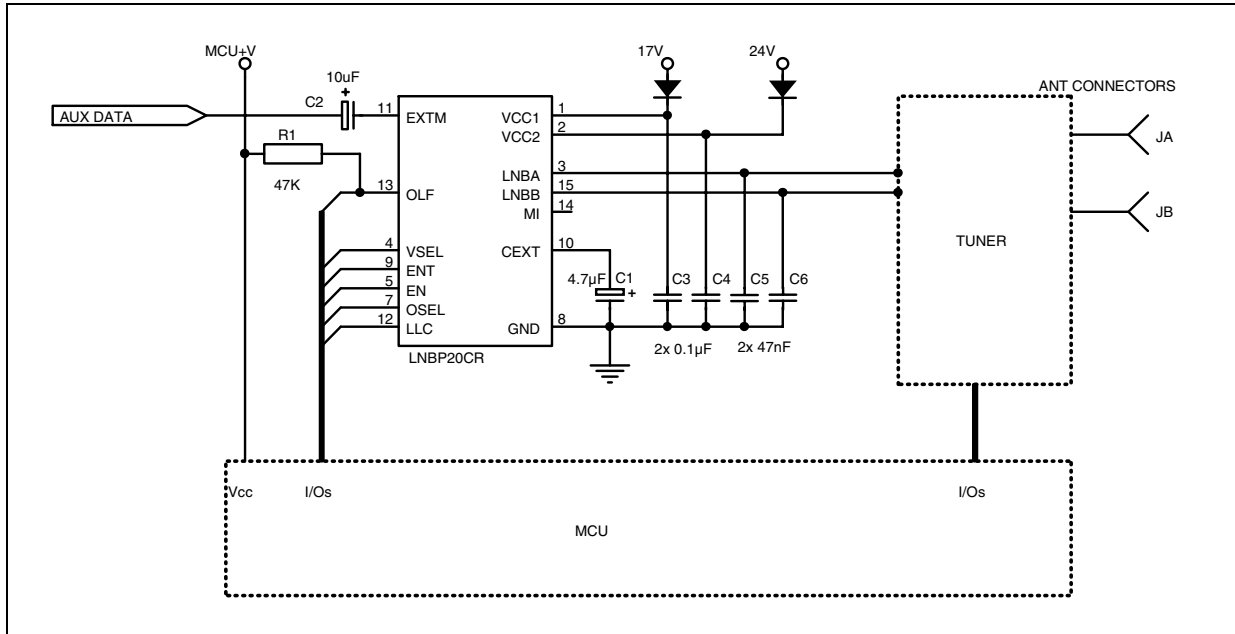 MCU+V
17V
24V
10uF
+
C2
ANT CONNECTORS
AUX DATA
11
EXTM
VCC1
1
VCC2
2
R1
JA
47K
LNBA
3
13
OLF
LNBB
15
MI
14
JB
TUNER
4
VSEL
CEXT
10
9
ENT
4.7µF
C1
+
C3
C4
C5
C6
5
EN
7
OSEL
12
LLC
GND
8
2x 0.1µF
2x 47nF
LNBP20CR
Vcc
I/Os
I/Os
MCU